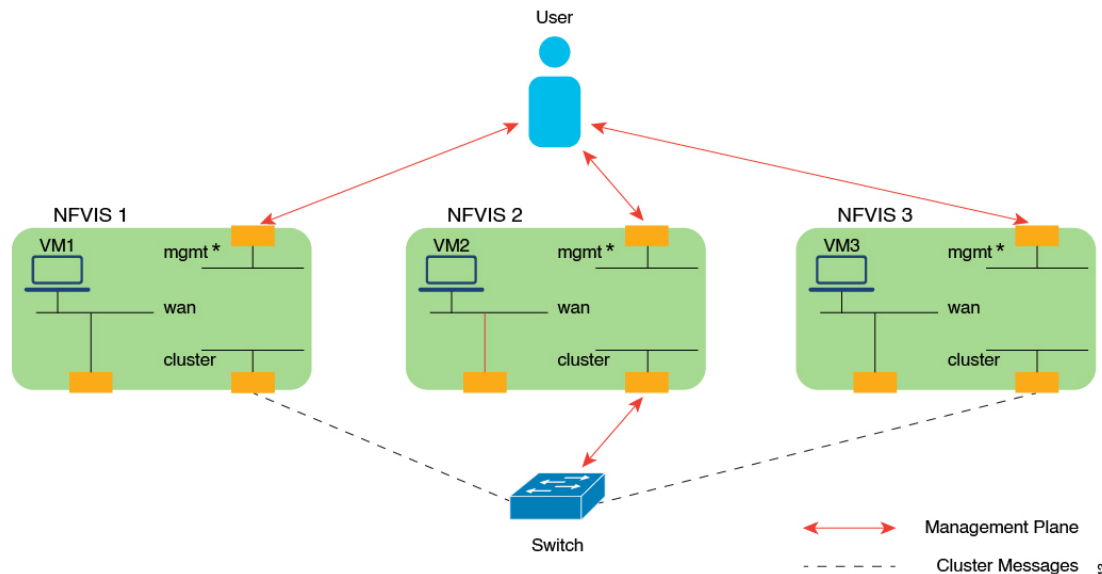 User
NFVIS 1
NFVIS 2
NFVIS 3
VM1
mgmt *
wan
cluster
VM2
mgmt *
wan
cluster
VM3
mgmt *
wan
cluster
Switch
Management Plane
Cluster Messages